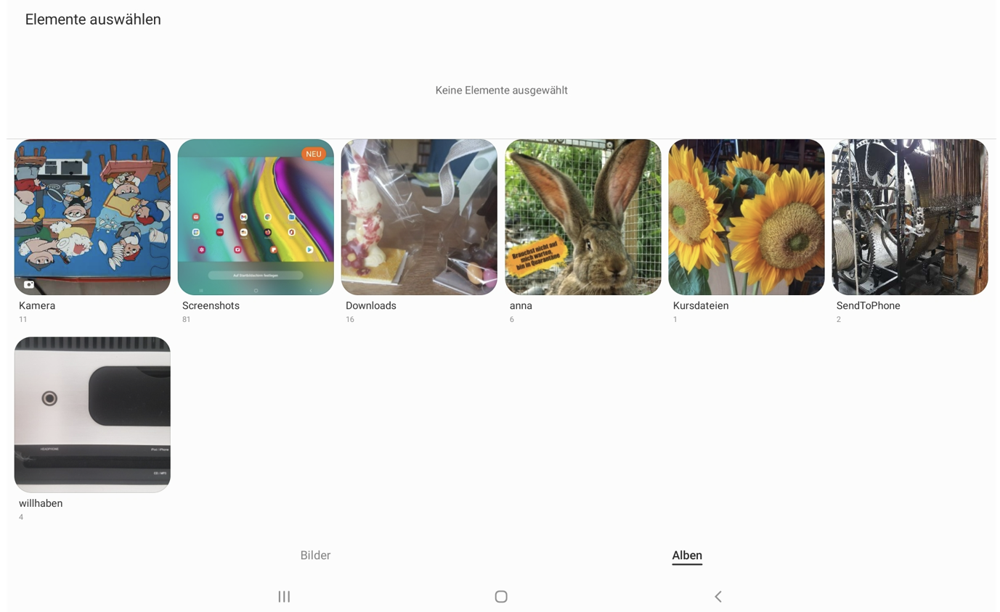 Elemente auswählen
Keine Elemente ausgewählt
NEU
Auf Startbildschirm festlegen
Brauchst nicht auf
mich warten,
bin in Quarantäne
Kamera
11
Screenshots
81
Downloads
16
anna
6
Kursdateien
1
SendToPhone
2
HEADPHONE
iPod / iPhone
CD / MP3
willhaben
4
Bilder
Alben